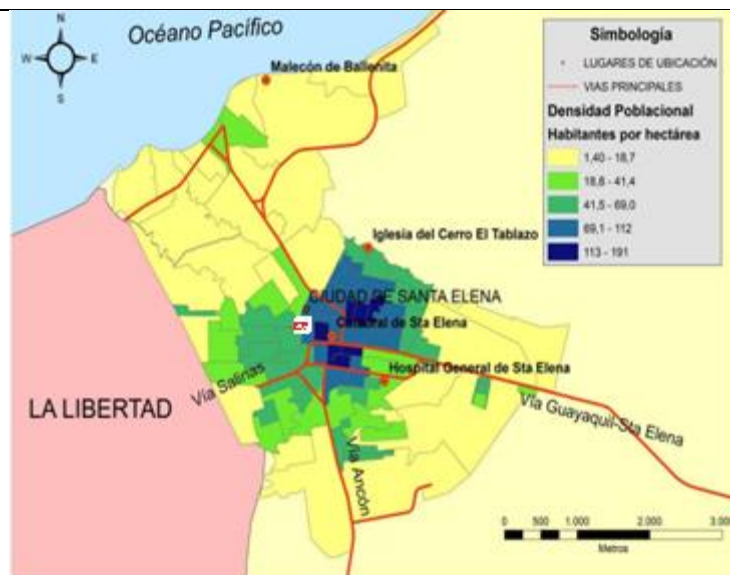 N
W E
S
Océano Pacífico
Malecón de Ballenita
Simbología
LUGARES DE UBICACIÓN
VIAS PRINCIPALES
Densidad Poblacional
Habitantes por hectárea
1,40 - 18,7
18,8 - 41,4
41,5 - 69,0
69,1 - 112
113 - 191
Iglesia del Cerro El Tablazo
CIUDAD DE SANTA ELENA
Catedral de Sta Elena
Hospital General de Sta Elena
Vía Salinas
LA LIBERTAD
Vía Guayaquil-Sta Elena
Vía Ancón
0 500 1.000 2.000 3.000
Metros